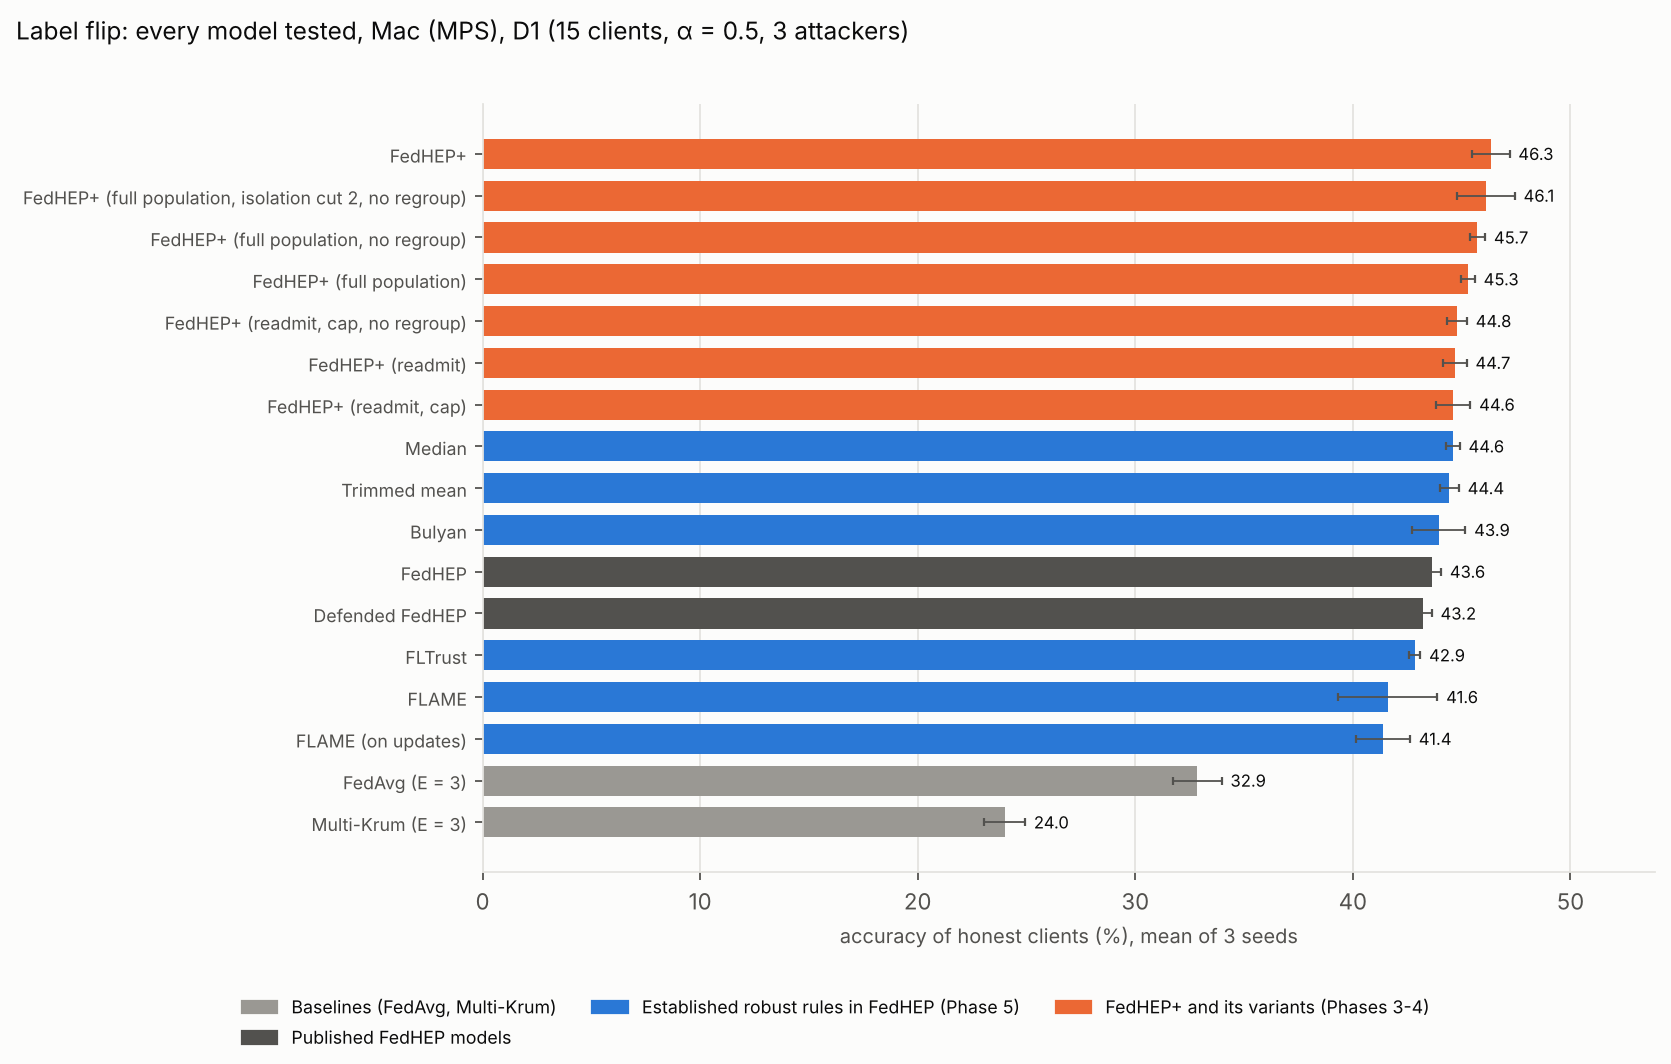 Label flip: every model tested, Mac (MPS), D1 (15 clients, α = 0.5, 3 attackers)
FedHEP+ 46.3
FedHEP+ (full population, isolation cut 2, no regroup) 46.1
FedHEP+ (full population, no regroup) 45.7
FedHEP+ (full population) 45.3
FedHEP+ (readmit, cap, no regroup) 44.8
FedHEP+ (readmit) 44.7
FedHEP+ (readmit, cap) 44.6
Median 44.6
Trimmed mean 44.4
Bulyan 43.9
FedHEP 43.6
Defended FedHEP 43.2
FLTrust 42.9
FLAME 41.6
FLAME (on updates) 41.4
FedAvg (E = 3) 32.9
Multi-Krum (E = 3) 24.0
0 10 20 30 40 50
accuracy of honest clients (%), mean of 3 seeds
Baselines (FedAvg, Multi-Krum) Established robust rules in FedHEP (Phase 5) FedHEP+ and its variants (Phases 3-4)
Published FedHEP models